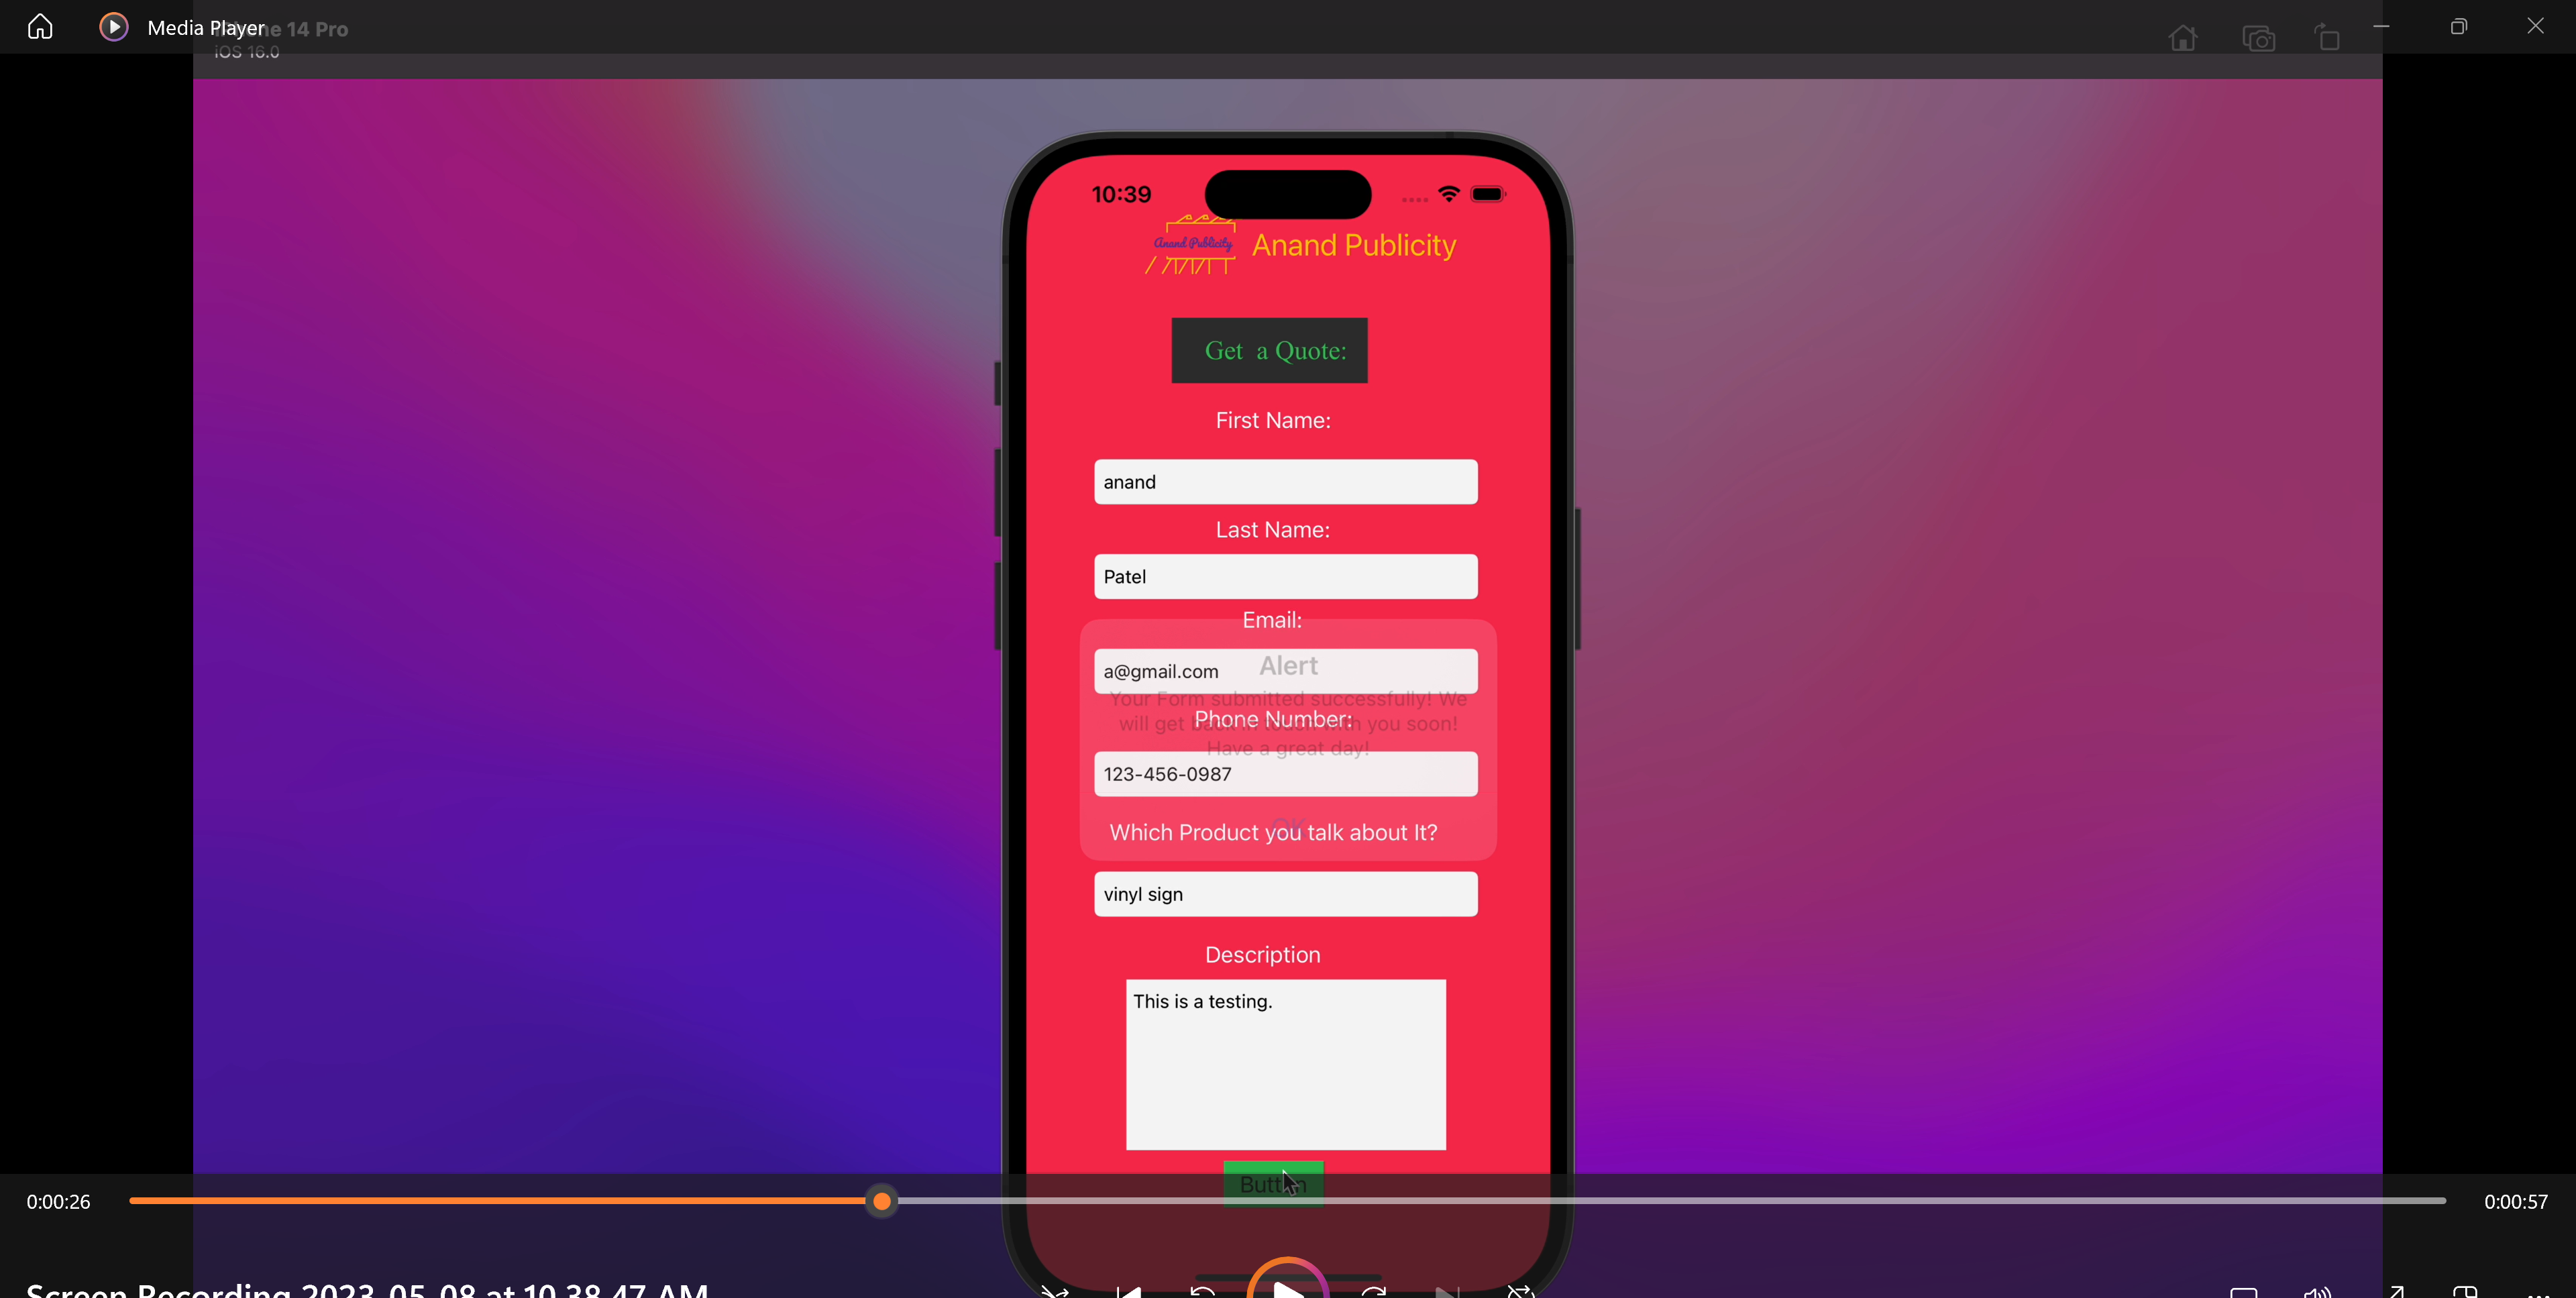 Media Player
iPhone 14 Pro
iOS 16.0
10:39
Anand Publicity
Anand Publicity
Get a Quote:
First Name:
anand
Last Name:
Patel
Email:
a@gmail.com
Alert
Your Form submitted successfully! We
will get back in touch with you soon!
Have a great day!
Phone Number:
123-456-0987
OK
Which Product you talk about It?
vinyl sign
Description
This is a testing.
Button
0:00:26
0:00:57
Screen Recording 2023-05-08 at 10.38.47 AM